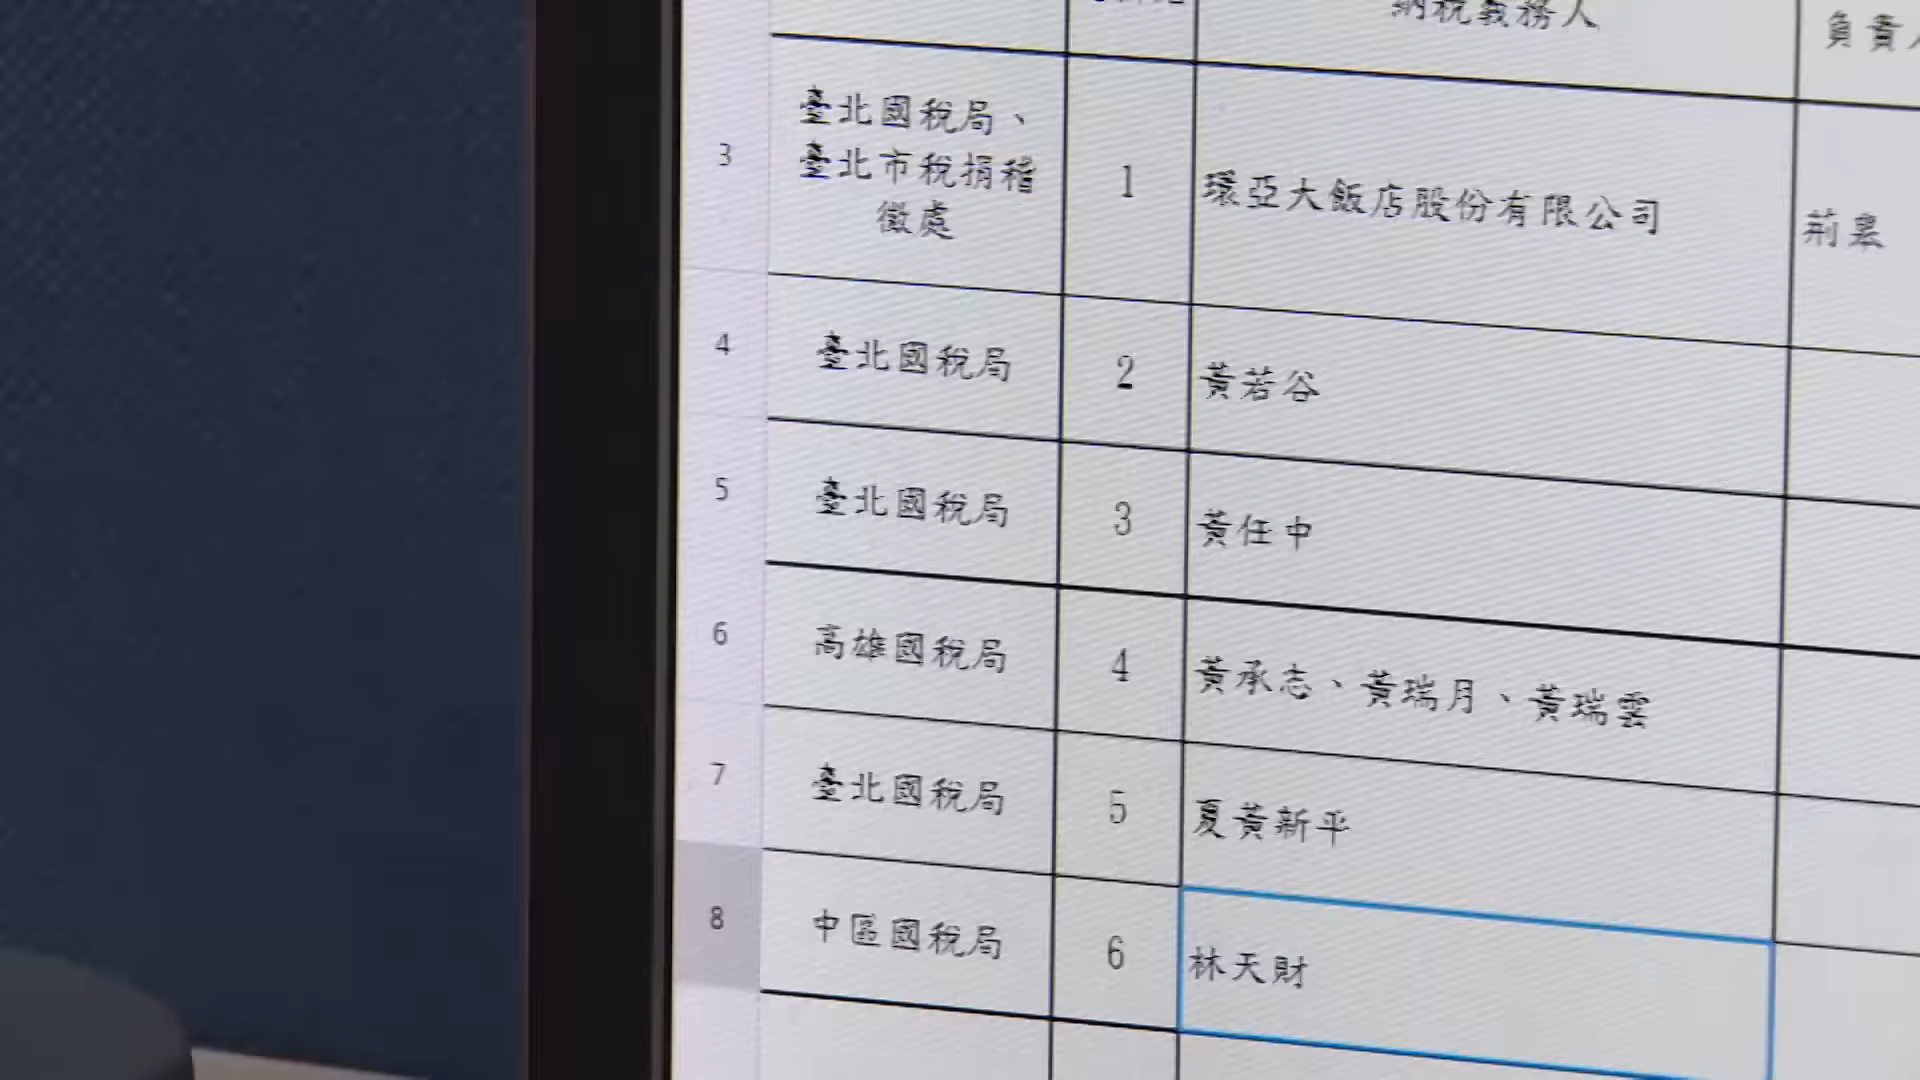 納稅義務人
負責
3
臺北國稅局、
臺北市稅捐稽
徵處
1
環亞大飯店股份有限公司
荊皋
4
臺北國稅局
2
黃若谷
5
臺北國稅局
3
黃任中
6
高雄國稅局
4
黃承志、黃瑞月、黃瑞雲
7
臺北國稅局
5
夏黃新平
8
中區國稅局
6
林天財